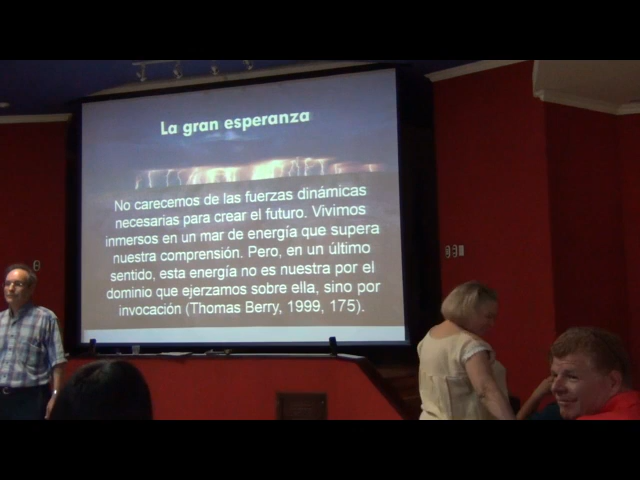 La gran esperanza
No carecemos de las fuerzas dinámicas
necesarias para crear el futuro. Vivimos
inmersos en un mar de energía que supera
nuestra comprensión. Pero, en un último
sentido, esta energía no es nuestra por el
dominio que ejerzamos sobre ella, sino por
invocación (Thomas Berry, 1999, 175).